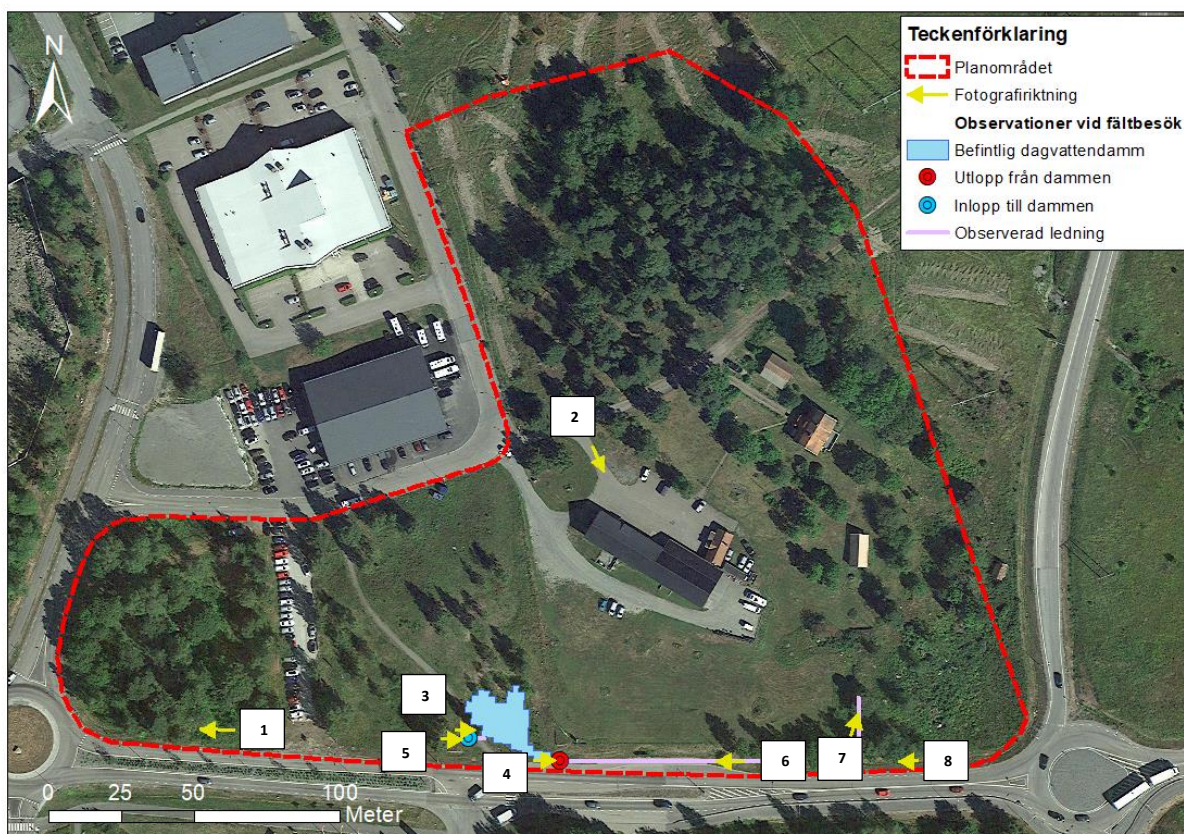 N
Teckenförklaring
Planområdet
Fotografiriktning
Observationer vid fältbesök
Befintlig dagvattendamm
Utlopp från dammen
Inlopp till dammen
Observerad ledning
2
3
1
5
4
6
7
8
0 25 50 100
Meter